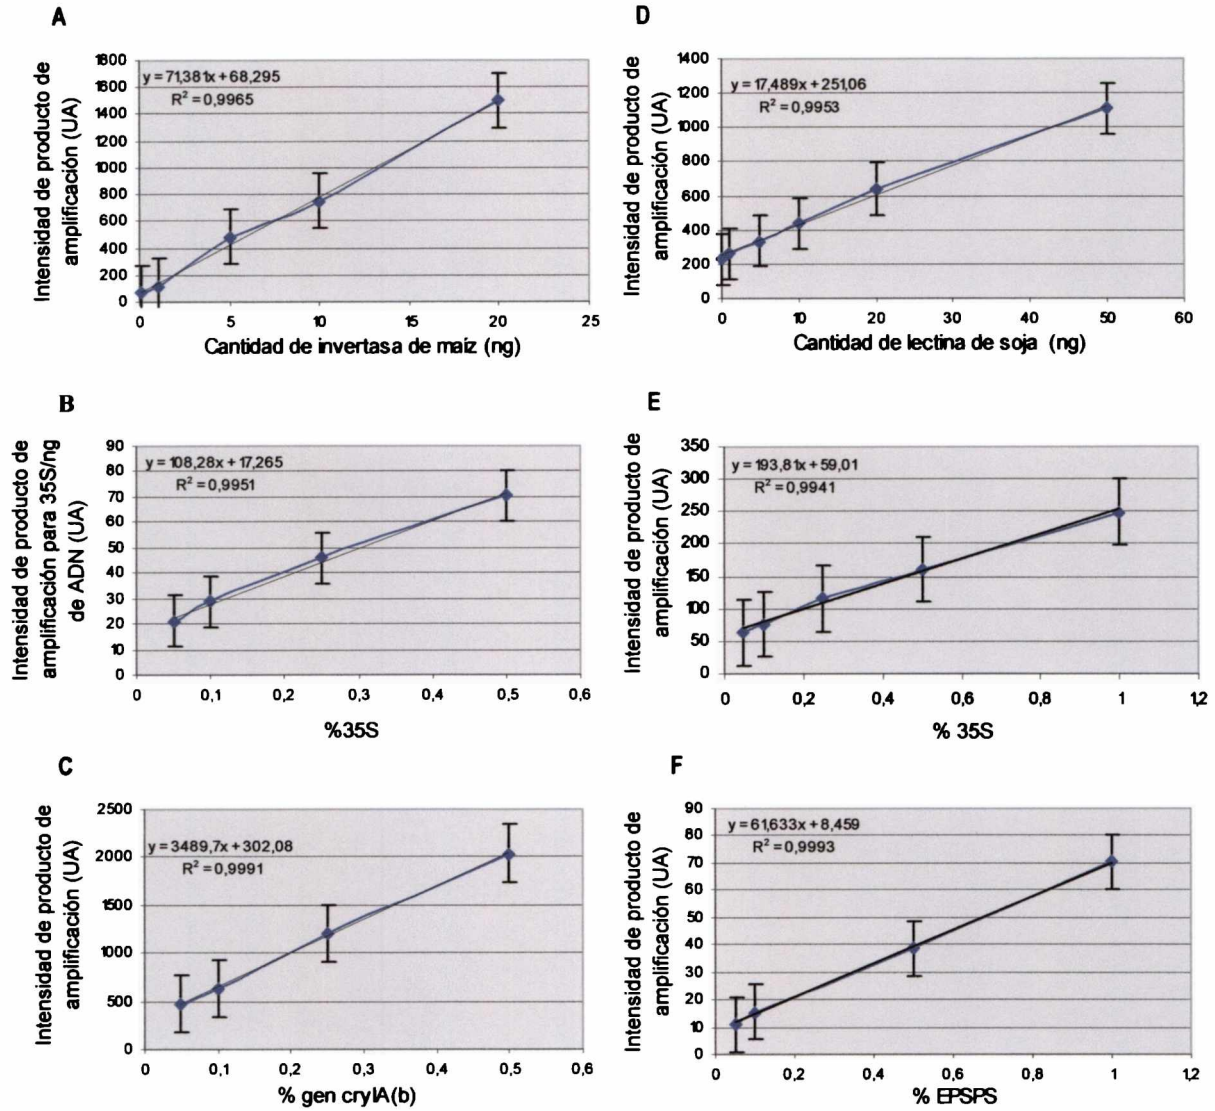 A
Intensidad de producto de
amplificación (UA)
1800
1600
1400
1200
1000
800
600
400
200
0
y = 71,381x + 68,295
R² = 0,9965
0 5 10 15 20 25
Cantidad de invertasa de maíz (ng)
D
Intensidad de producto de
amplificación (UA)
1400
1200
1000
800
600
400
200
0
y = 17,489x + 251,06
R² = 0,9953
0 10 20 30 40 50 60
Cantidad de lectina de soja (ng)
B
Intensidad de producto de
amplificación para 35S/ng
de ADN (UA)
90
80
70
60
50
40
30
20
10
0
y = 108,28x + 17,265
R² = 0,9951
0 0,1 0,2 0,3 0,4 0,5 0,6
%35S
E
Intensidad de producto de
amplificación (UA)
350
300
250
200
150
100
50
0
y = 193,81x + 59,01
R² = 0,9941
0 0,2 0,4 0,6 0,8 1 1,2
% 35S
C
Intensidad de producto de
amplificación (UA)
2500
2000
1500
1000
500
0
y = 3489,7x + 302,08
R² = 0,9991
0 0,1 0,2 0,3 0,4 0,5 0,6
% gen cryIA(b)
F
Intensidad de producto de
amplificación (UA)
90
80
70
60
50
40
30
20
10
0
y = 61,633x + 8,459
R² = 0,9993
0 0,2 0,4 0,6 0,8 1 1,2
% EPSPS